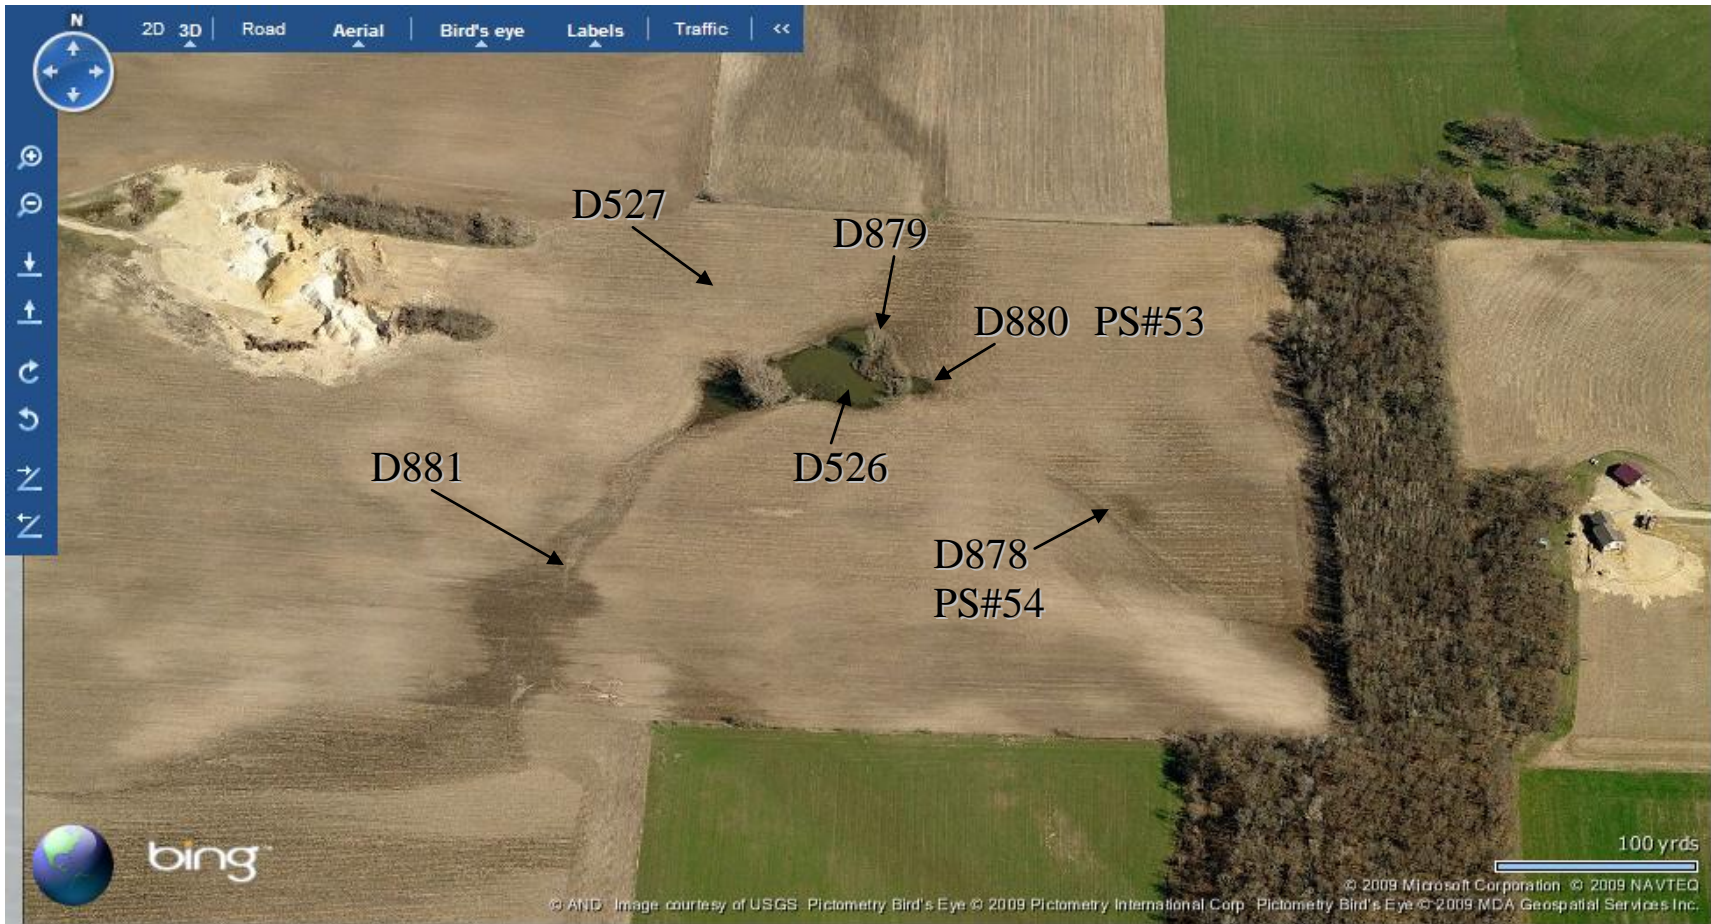 N
2D 3D | Road Aerial | Bird's eye Labels | Traffic | <<
D527
D879
D880 PS#53
D881
D526
D878
PS#54
bing
100 yrds
© 2009 Microsoft Corporation © 2009 NAVTEQ
© AND Image courtesy of USGS Pictometry Bird's Eye © 2009 Pictometry International Corp Pictometry Bird's Eye © 2009 MDA Geospatial Services Inc.